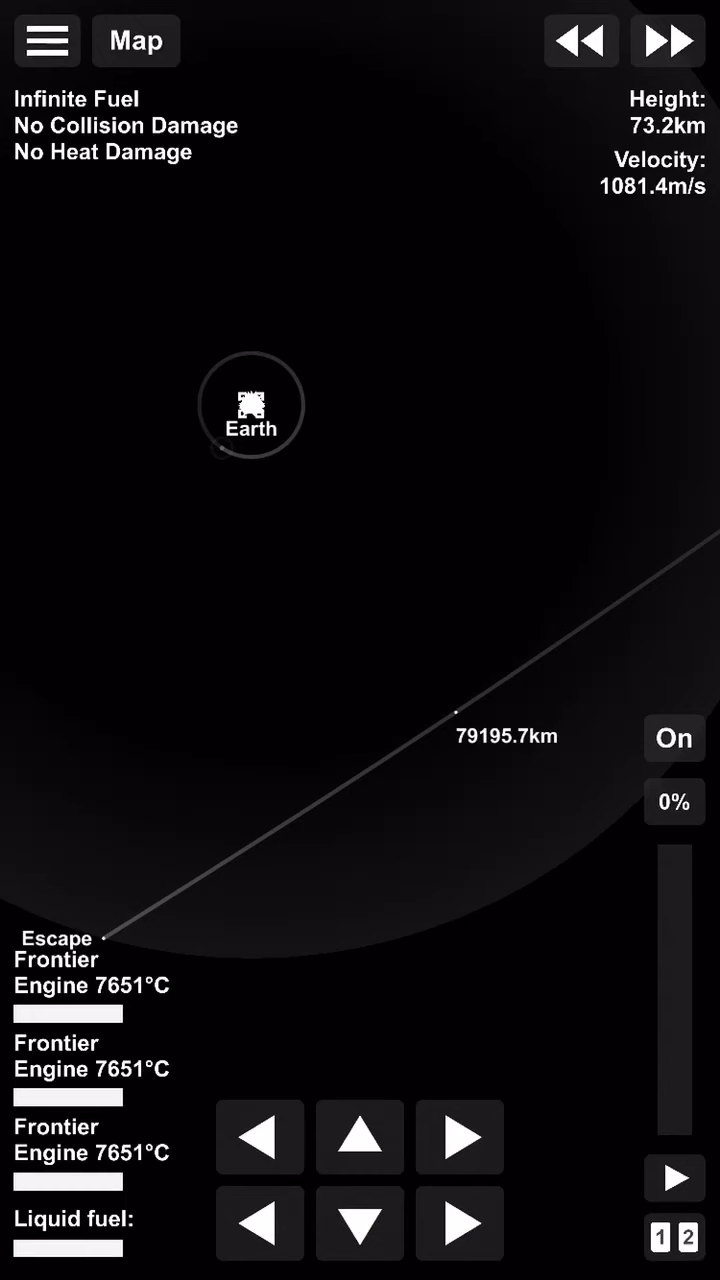 Map
Infinite Fuel
No Collision Damage
No Heat Damage
Height:
73.2km
Velocity:
1081.4m/s
Earth
79195.7km
On
0%
Escape
Frontier
Engine 7651°C
Frontier
Engine 7651°C
Frontier
Engine 7651°C
Liquid fuel:
1 2